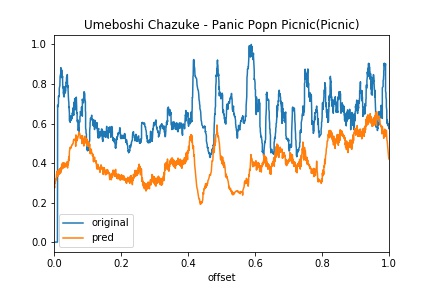 Umeboshi Chazuke - Panic Popn Picnic(Picnic)
1.0
0.8
0.6
0.4
0.2
0.0
original
pred
0.0 0.2 0.4 0.6 0.8 1.0
offset